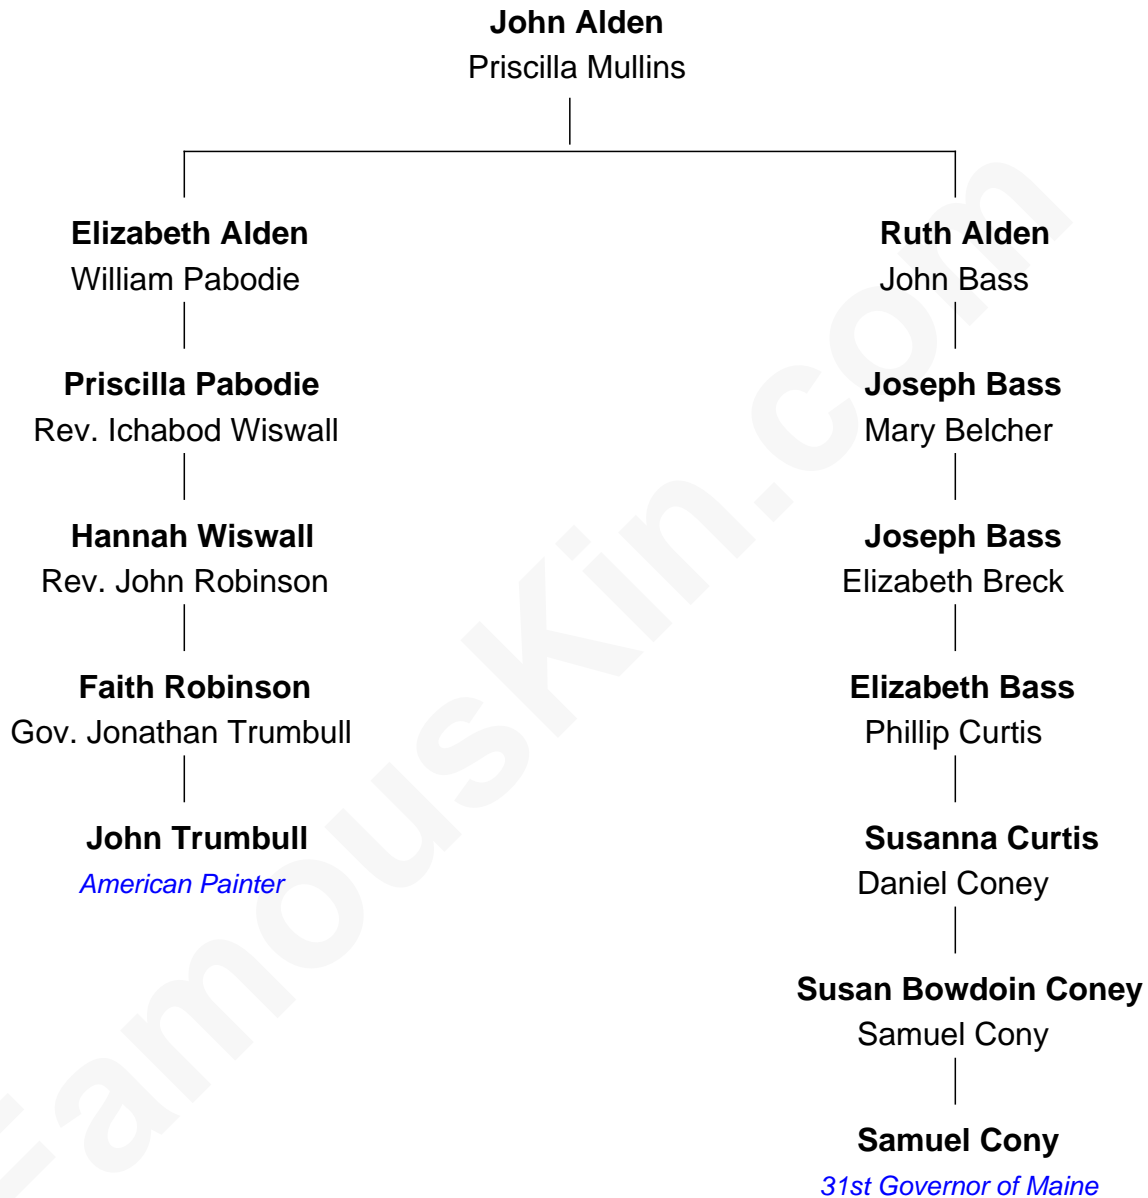 John Alden
Priscilla Mullins
Elizabeth Alden
William Pabodie
Ruth Alden
John Bass
Priscilla Pabodie
Rev. Ichabod Wiswall
Joseph Bass
Mary Belcher
Hannah Wiswall
Rev. John Robinson
Joseph Bass
Elizabeth Breck
Faith Robinson
Gov. Jonathan Trumbull
Elizabeth Bass
Phillip Curtis
John Trumbull
American Painter
Susanna Curtis
Daniel Coney
Susan Bowdoin Coney
Samuel Cony
Samuel Cony
31st Governor of Maine
FamousKin.com